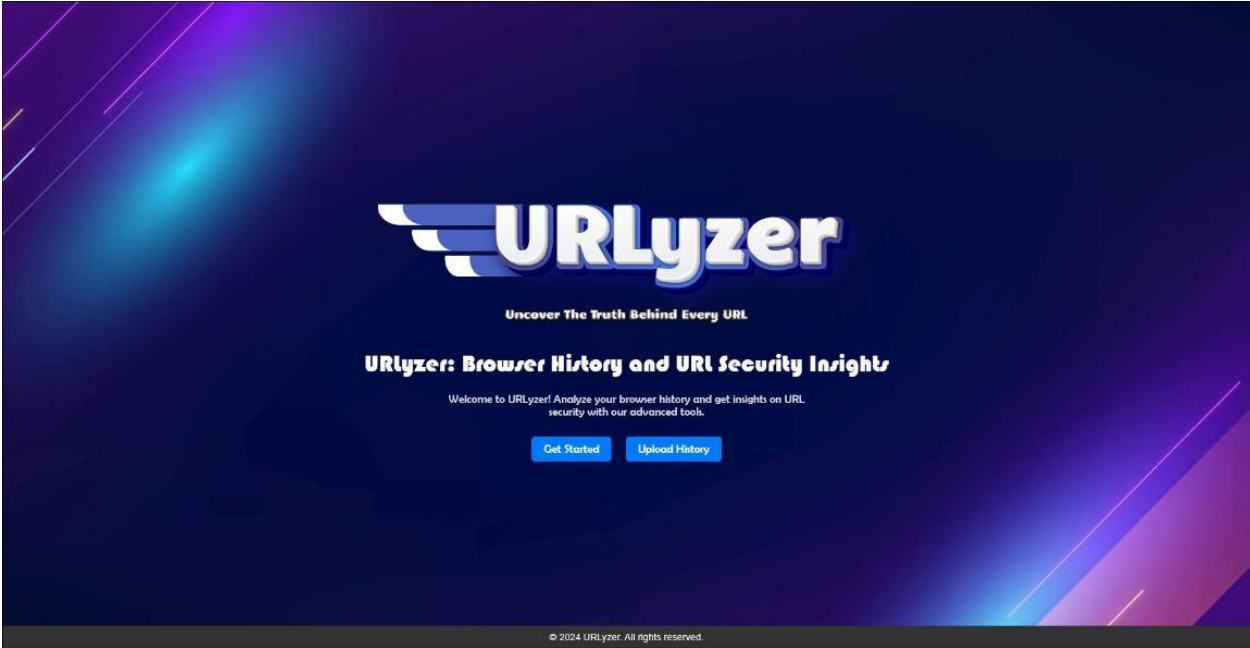 URLyzer
Uncover The Truth Behind Every URL
URLyzer: Browser History and URL Security Insights
Welcome to URLyzer! Analyze your browser history and get insights on URL
security with our advanced tools.
Get Started Upload History
© 2024 URLyzer. All rights reserved.